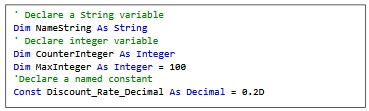 ' Declare a String variable
Dim NameString As String
' Declare integer variable
Dim CounterInteger As Integer
Dim MaxInteger As Integer = 100
'Declare a named constant
Const Discount_Rate_Decimal As Decimal = 0.2D